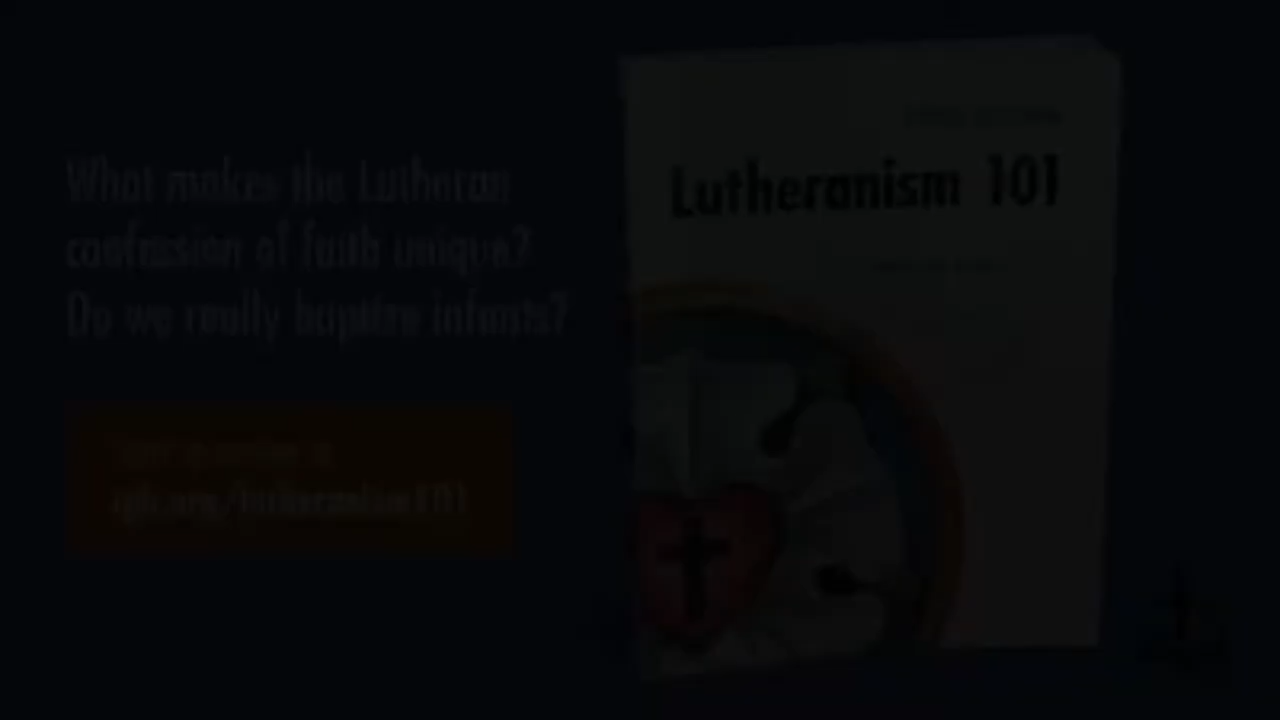 What makes the Lutheran
confession of faith unique?
Do we really baptize infants?
cph.org/lutheranism101
Lutheranism 101